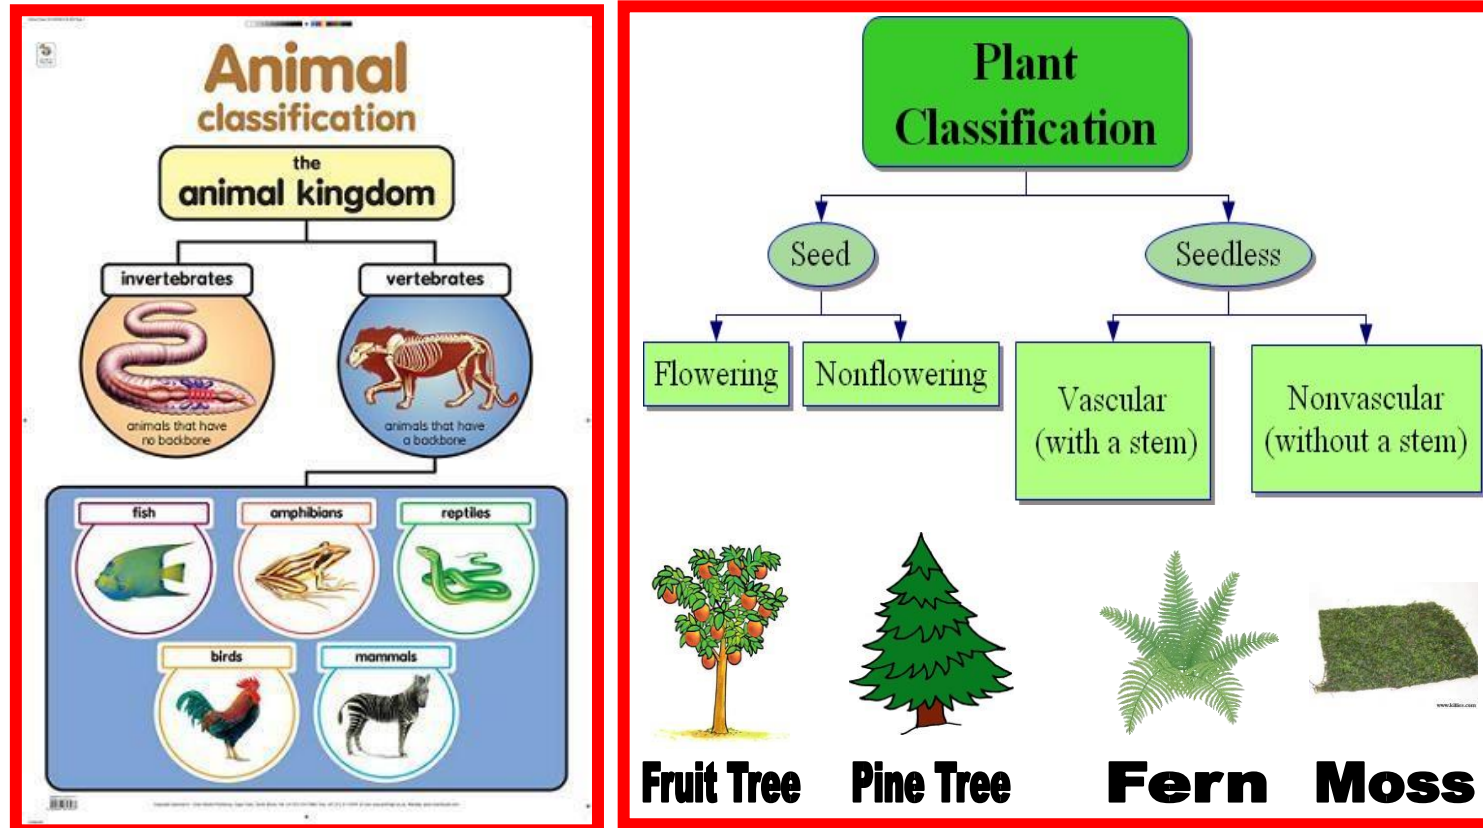 Animal
classification
the
animal kingdom
invertebrates
vertebrates
animals that have
no backbone
animals that have
a backbone
fish
amphibians
reptiles
birds
mammals
Plant
Classification
Seed
Seedless
Flowering
Nonflowering
Vascular
(with a stem)
Nonvascular
(without a stem)
Fruit Tree
Pine Tree
Fern
Moss